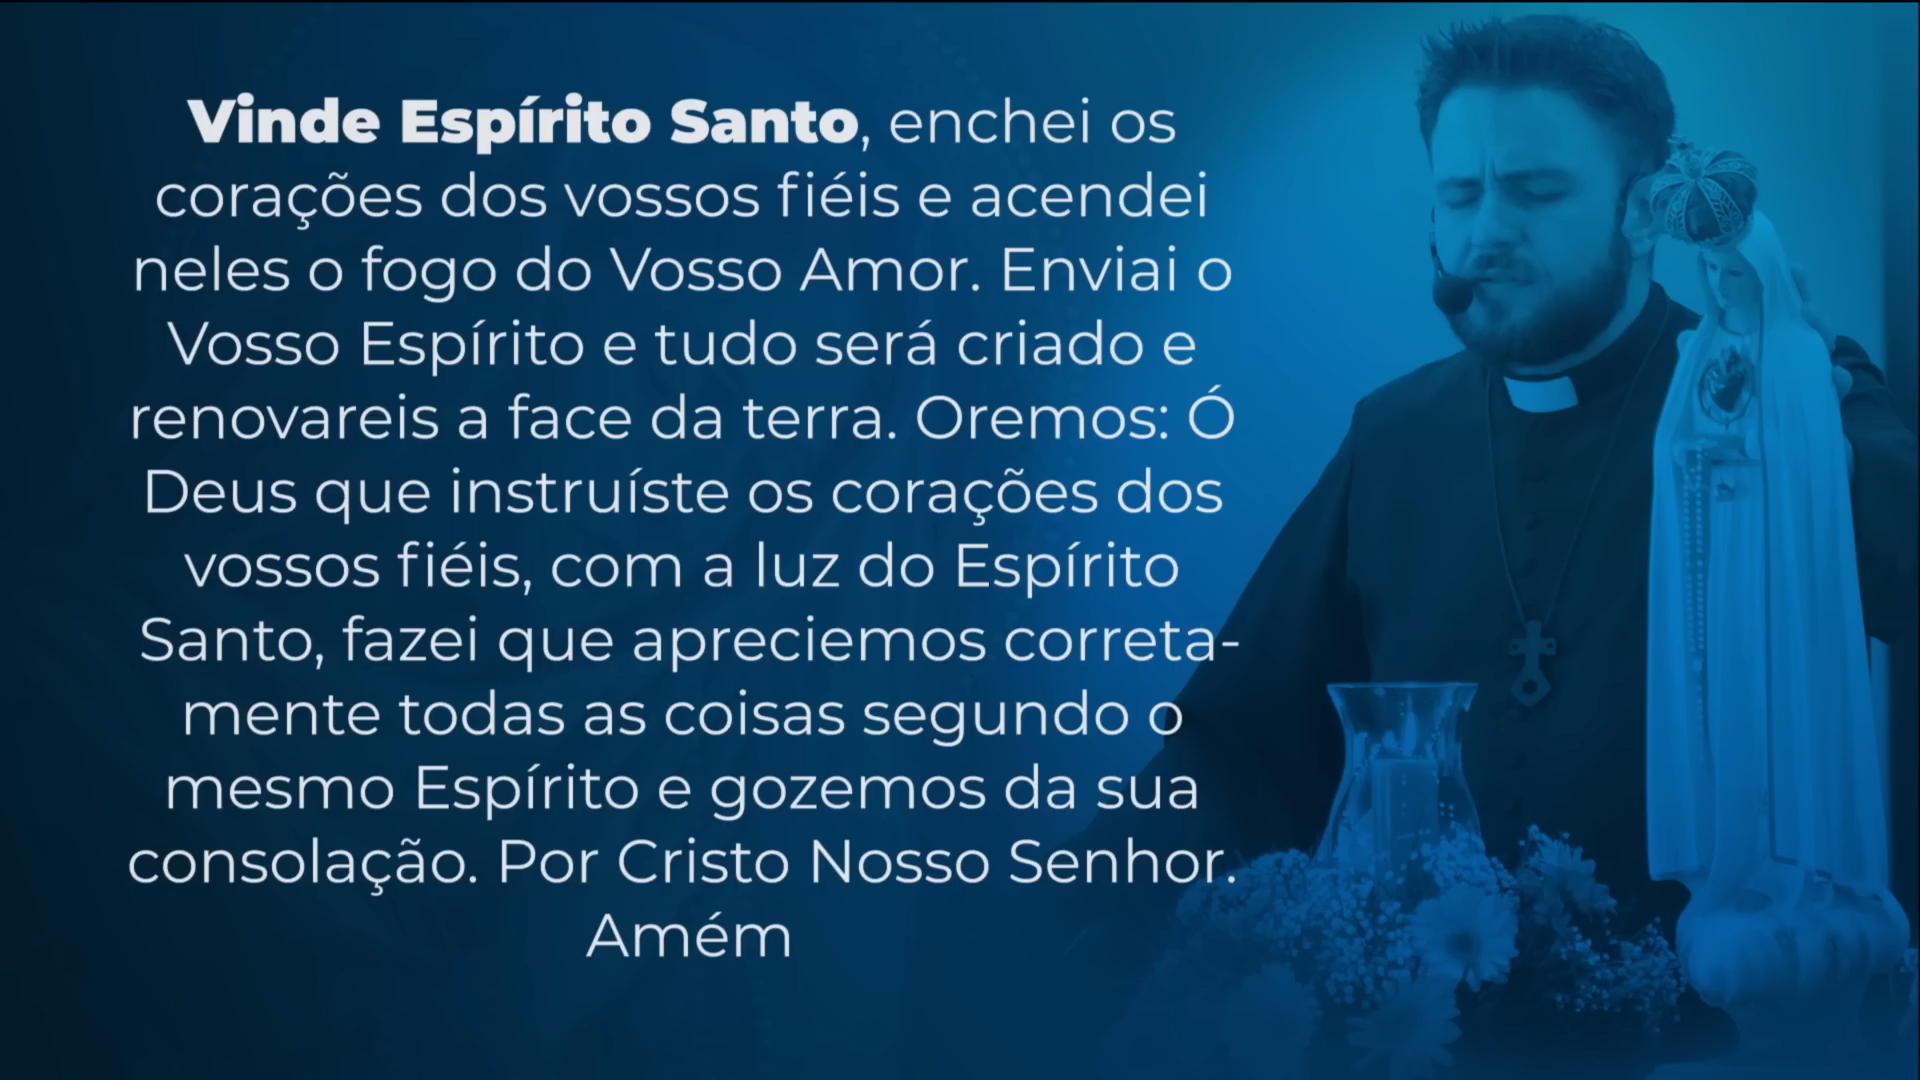 Vinde Espírito Santo, enchei os
corações dos vossos fiéis e acendei
neles o fogo do Vosso Amor. Enviai o
Vosso Espírito e tudo será criado e
renovareis a face da terra. Oremos: Ó
Deus que instruíste os corações dos
vossos fiéis, com a luz do Espírito
Santo, fazei que apreciemos correta-
mente todas as coisas segundo o
mesmo Espírito e gozemos da sua
consolação. Por Cristo Nosso Senhor.
Amém